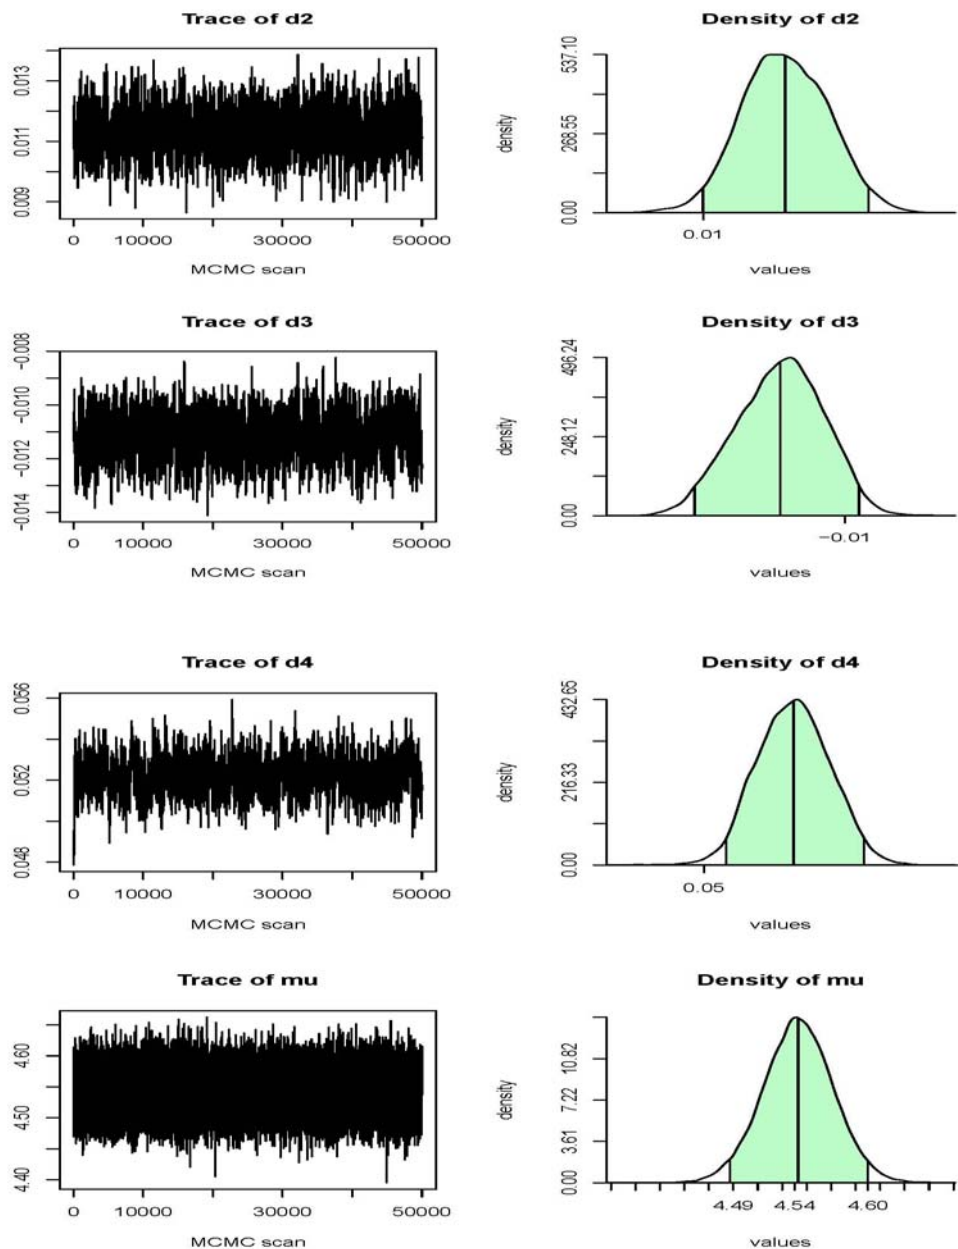 Trace of d2
0.013
0.011
0.009
0 10000 30000 50000
MCMC scan
Density of d2
537.10
268.55
0.00
density
0.01
values
Trace of d3
-0.008
-0.010
-0.012
-0.014
0 10000 30000 50000
MCMC scan
Density of d3
496.24
248.12
0.00
density
−0.01
values
Trace of d4
0.056
0.052
0.048
0 10000 30000 50000
MCMC scan
Density of d4
432.65
216.33
0.00
density
0.05
values
Trace of mu
4.60
4.50
4.40
0 10000 30000 50000
MCMC scan
Density of mu
10.82
7.22
3.61
0.00
density
4.49 4.54 4.60
values